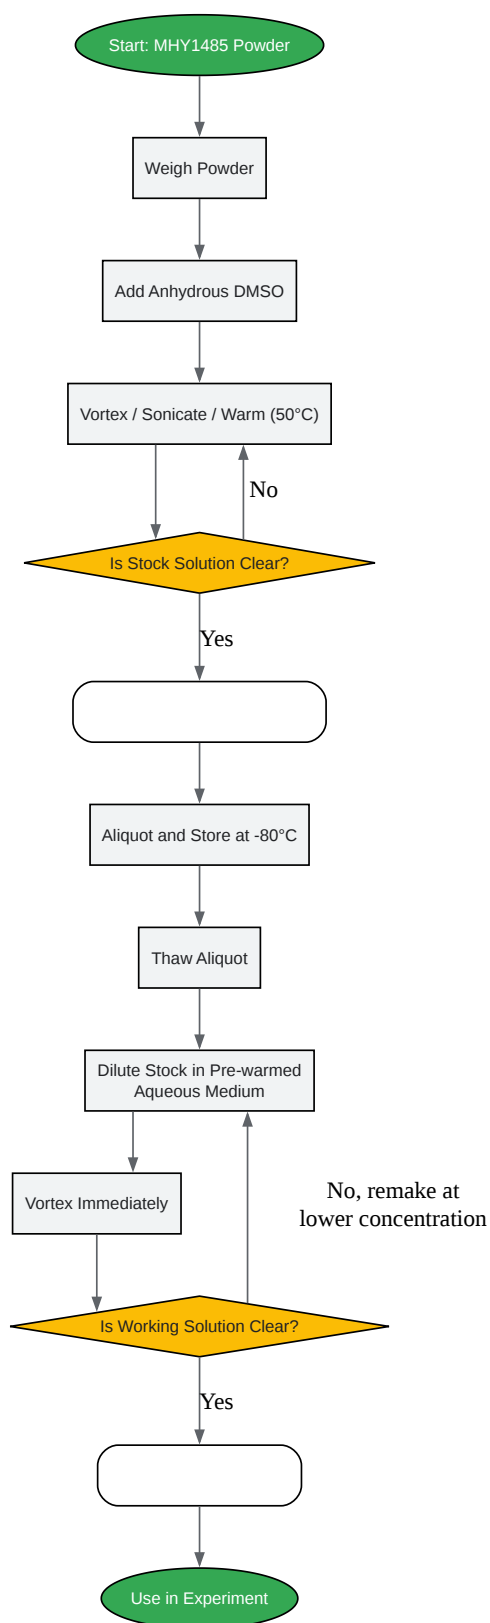 Start: MHY1485 Powder
Weigh Powder
Add Anhydrous DMSO
Vortex / Sonicate / Warm (50°C)
No
Is Stock Solution Clear?
Yes
Aliquot and Store at -80°C
Thaw Aliquot
Dilute Stock in Pre-warmed
Aqueous Medium
Vortex Immediately
No, remake at
lower concentration
Is Working Solution Clear?
Yes
Use in Experiment